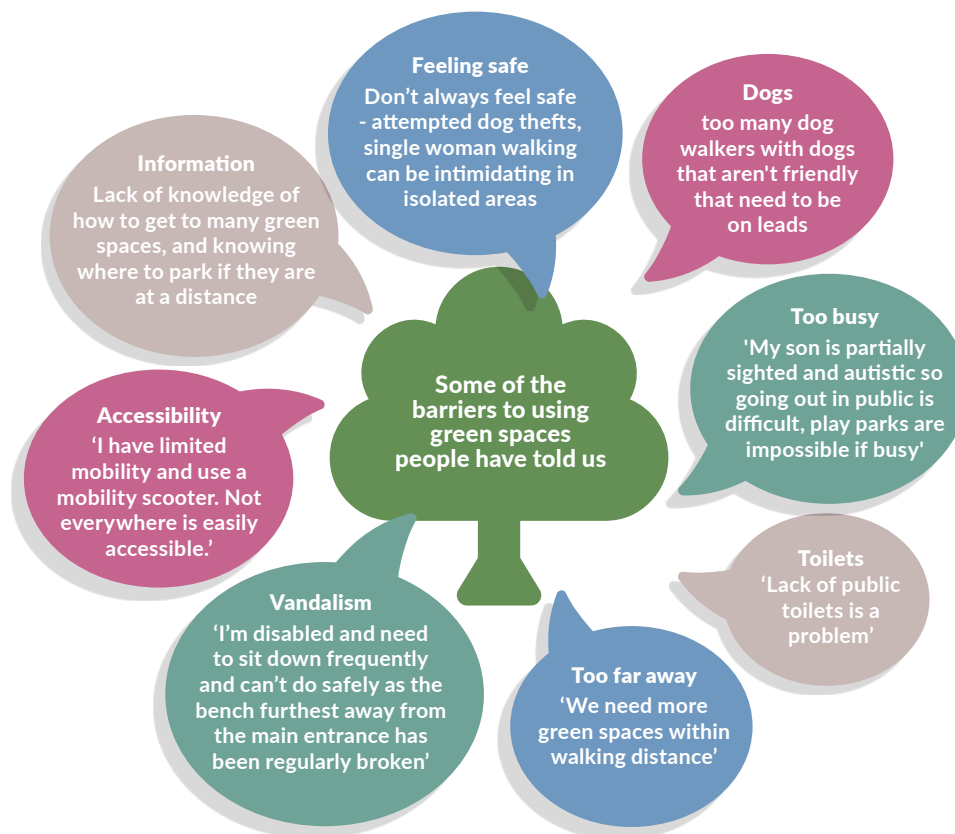 Feeling safe
Don't always feel safe
- attempted dog thefts,
single woman walking
can be intimidating in
isolated areas
Dogs
too many dog
walkers with dogs
that aren't friendly
that need to be
on leads
Information
Lack of knowledge of
how to get to many green
spaces, and knowing
where to park if they are
at a distance
Too busy
'My son is partially
sighted and autistic so
going out in public is
difficult, play parks are
impossible if busy'
Some of the
barriers to using
green spaces
people have told us
Accessibility
‘I have limited
mobility and use a
mobility scooter. Not
everywhere is easily
accessible.’
Toilets
‘Lack of public
toilets is a
problem’
Vandalism
‘I’m disabled and need
to sit down frequently
and can’t do safely as the
bench furthest away from
the main entrance has
been regularly broken’
Too far away
‘We need more
green spaces within
walking distance’